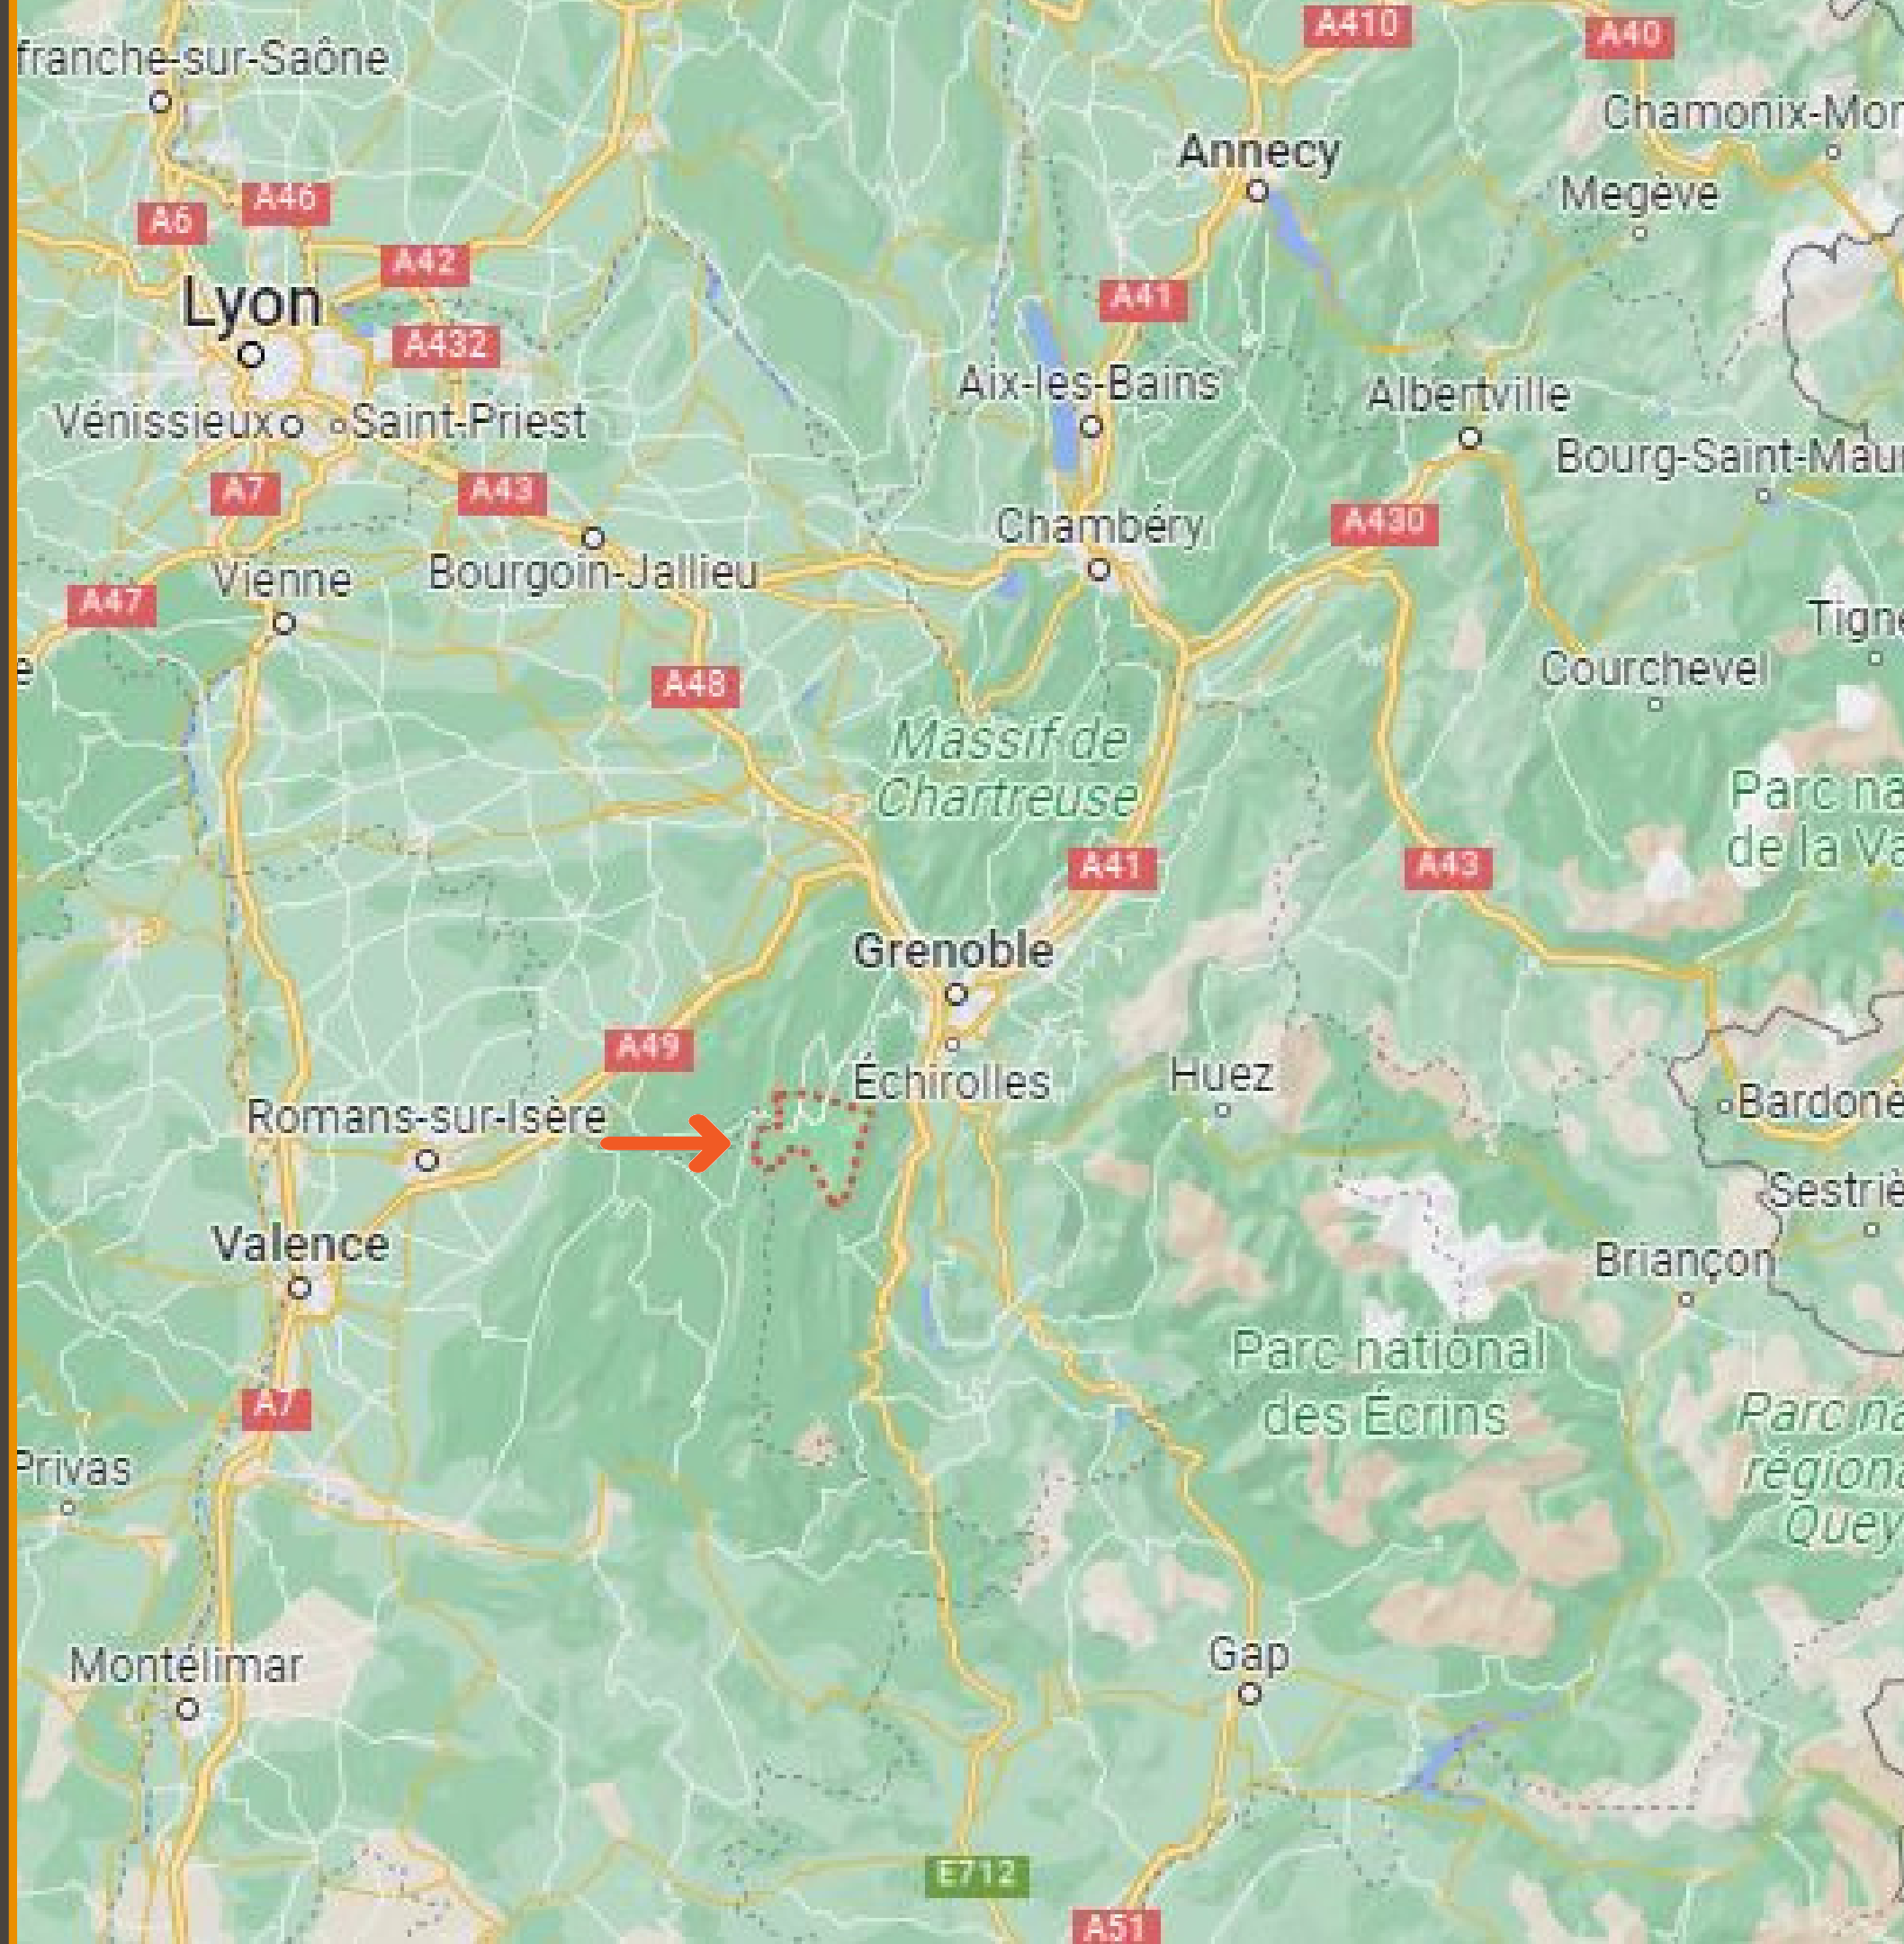 A410
A40
franche-sur-Saône
Chamonix-Mon
Annecy
Megève
A46
A6
A42
Lyon
A41
A432
Aix-les-Bains
Albertville
Vénissieux
Saint-Priest
Bourg-Saint-Maur
A7
A43
Chambéry
A430
Vienne
Bourgoin-Jallieu
A47
Tigne
e
Courchevel
A48
Massif de
Chartreuse
Parc na
de la Va
A41
A43
Grenoble
A49
Échirolles
Huez
Bardonè
Romans-sur-Isère
Sestriè
Valence
Briançon
Parc national
des Écrins
A7
Parc na
régiona
Quey
Privas
Montélimar
Gap
E712
A51